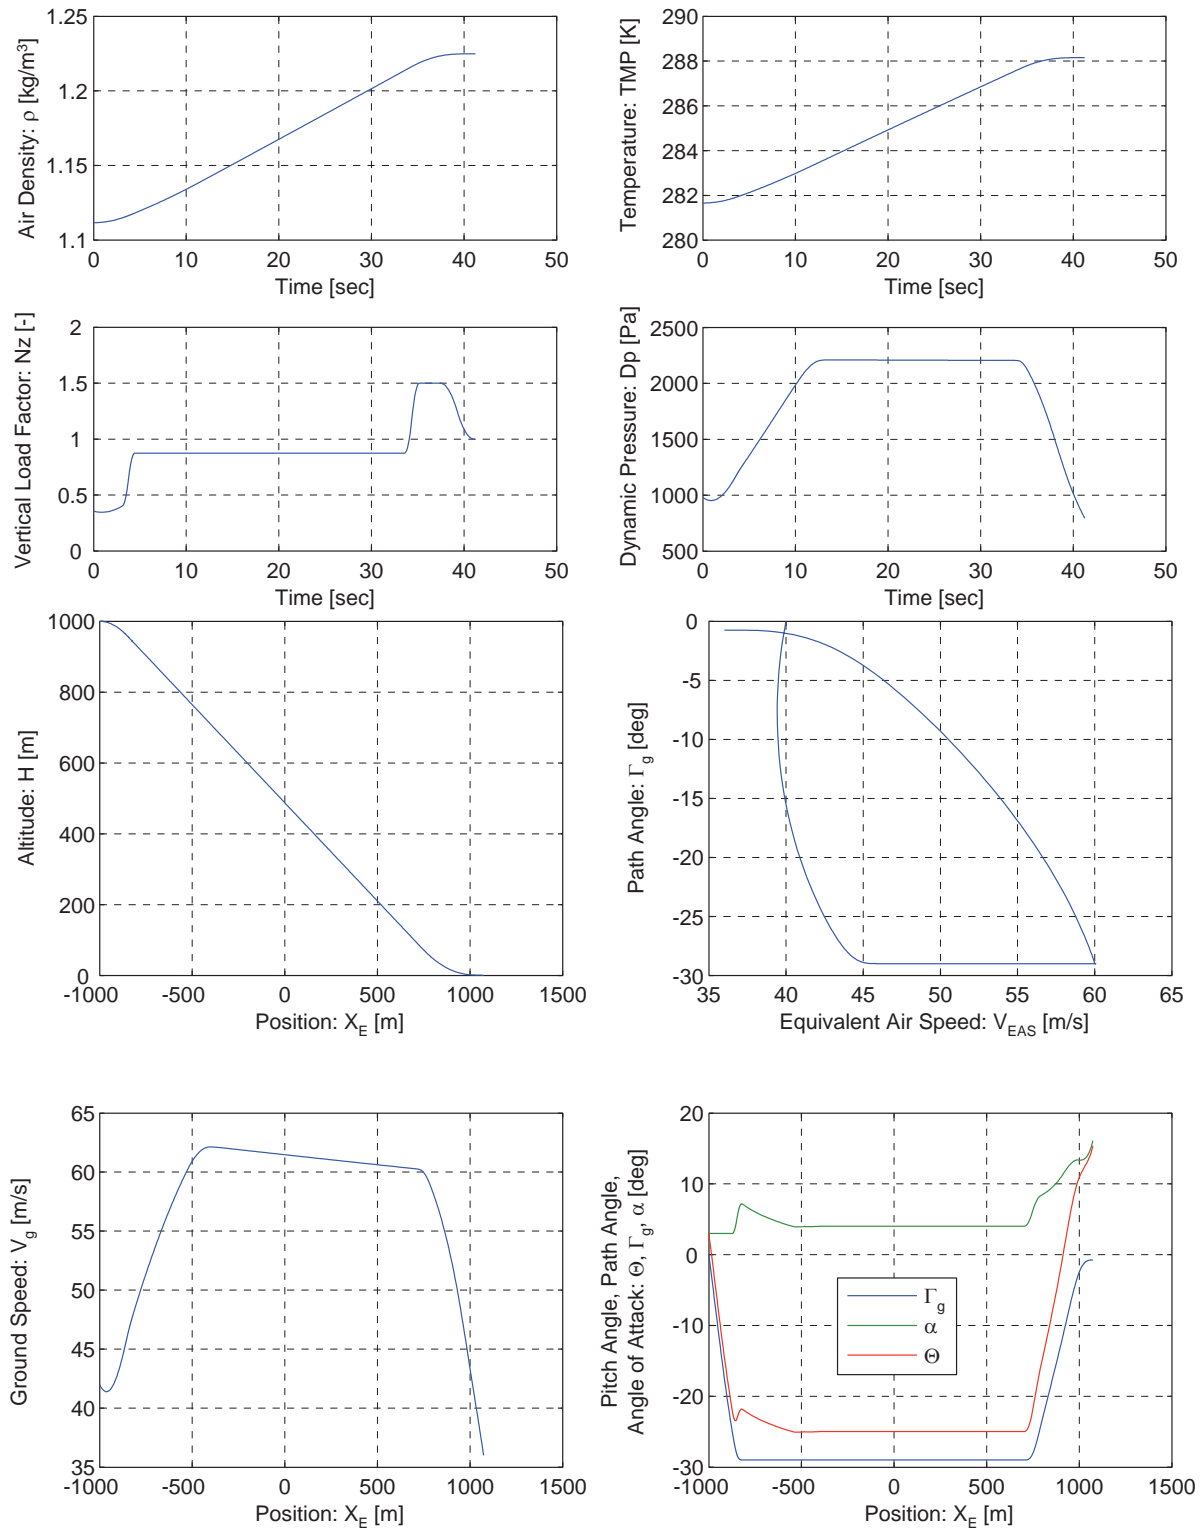 Air Density: ρ [kg/m³]
1.25
1.2
1.15
1.1
0 10 20 30 40 50
Time [sec]
Temperature: TMP [K]
290
288
286
284
282
280
0 10 20 30 40 50
Time [sec]
Vertical Load Factor: Nz [-]
2
1.5
1
0.5
0
0 10 20 30 40 50
Time [sec]
Dynamic Pressure: Dp [Pa]
2500
2000
1500
1000
500
0 10 20 30 40 50
Time [sec]
Altitude: H [m]
1000
800
600
400
200
0
-1000 -500 0 500 1000 1500
Position: X_E [m]
Path Angle: Γ_g [deg]
0
-5
-10
-15
-20
-25
-30
35 40 45 50 55 60 65
Equivalent Air Speed: V_EAS [m/s]
Ground Speed: V_g [m/s]
65
60
55
50
45
40
35
-1000 -500 0 500 1000 1500
Position: X_E [m]
Pitch Angle, Path Angle,
Angle of Attack: Θ, Γ_g, α [deg]
20
10
0
-10
-20
-30
Γ_g
α
Θ
-1000 -500 0 500 1000 1500
Position: X_E [m]